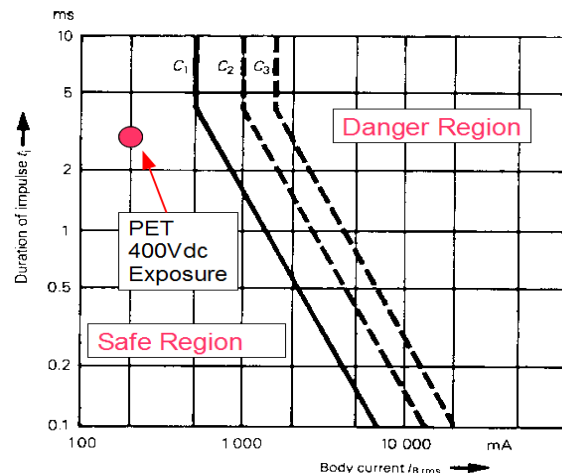 ms
10
5
2
1
0.5
0.2
0.1
Duration of impulse tᵢ
C₁ C₂ C₃
Danger Region
PET
400Vdc
Exposure
Safe Region
100 1 000 10 000 mA
Body current I_B rms